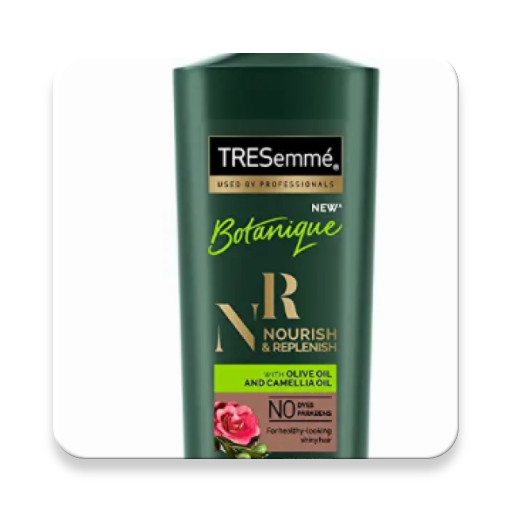 TRESemmé®
USED BY PROFESSIONALS
NEW*
Botanique
NR
NOURISH
& REPLENISH
WITH OLIVE OIL
AND CAMELLIA OIL
NO DYES
PARABENS
For healthy-looking
shiny hair